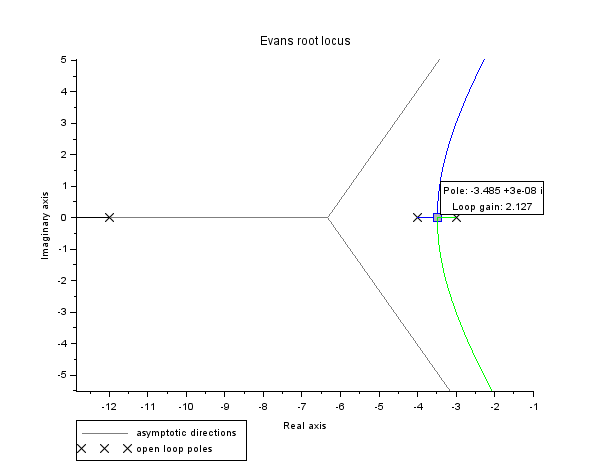 Evans root locus
5
4
3
2
1
0
-1
-2
-3
-4
-5
Imaginary axis
Pole: -3.485 +3e-08 i
Loop gain: 2.127
-12 -11 -10 -9 -8 -7 -6 -5 -4 -3 -2 -1
Real axis
asymptotic directions
open loop poles